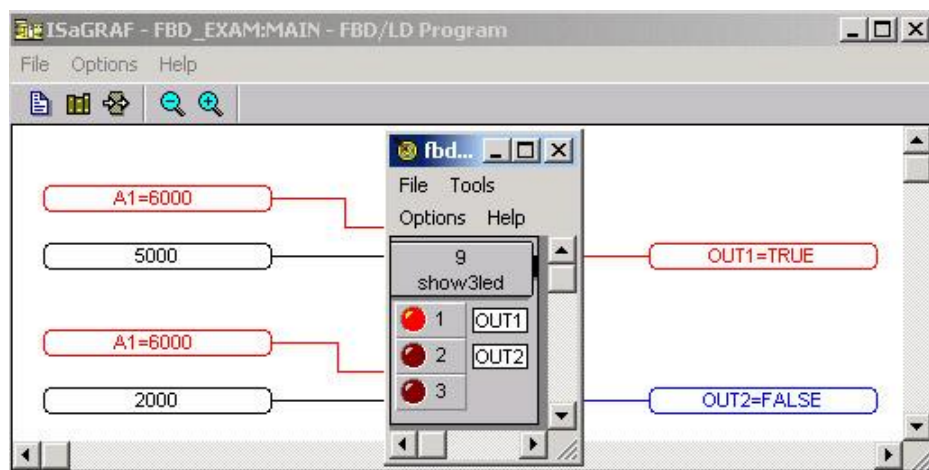 ISaGRAF - FBD_EXAM:MAIN - FBD/LD Program
File Options Help
fbd...
File Tools
Options Help
A1=6000
5000
9
show3led
OUT1=TRUE
1 OUT1
A1=6000
2 OUT2
2000
3
OUT2=FALSE